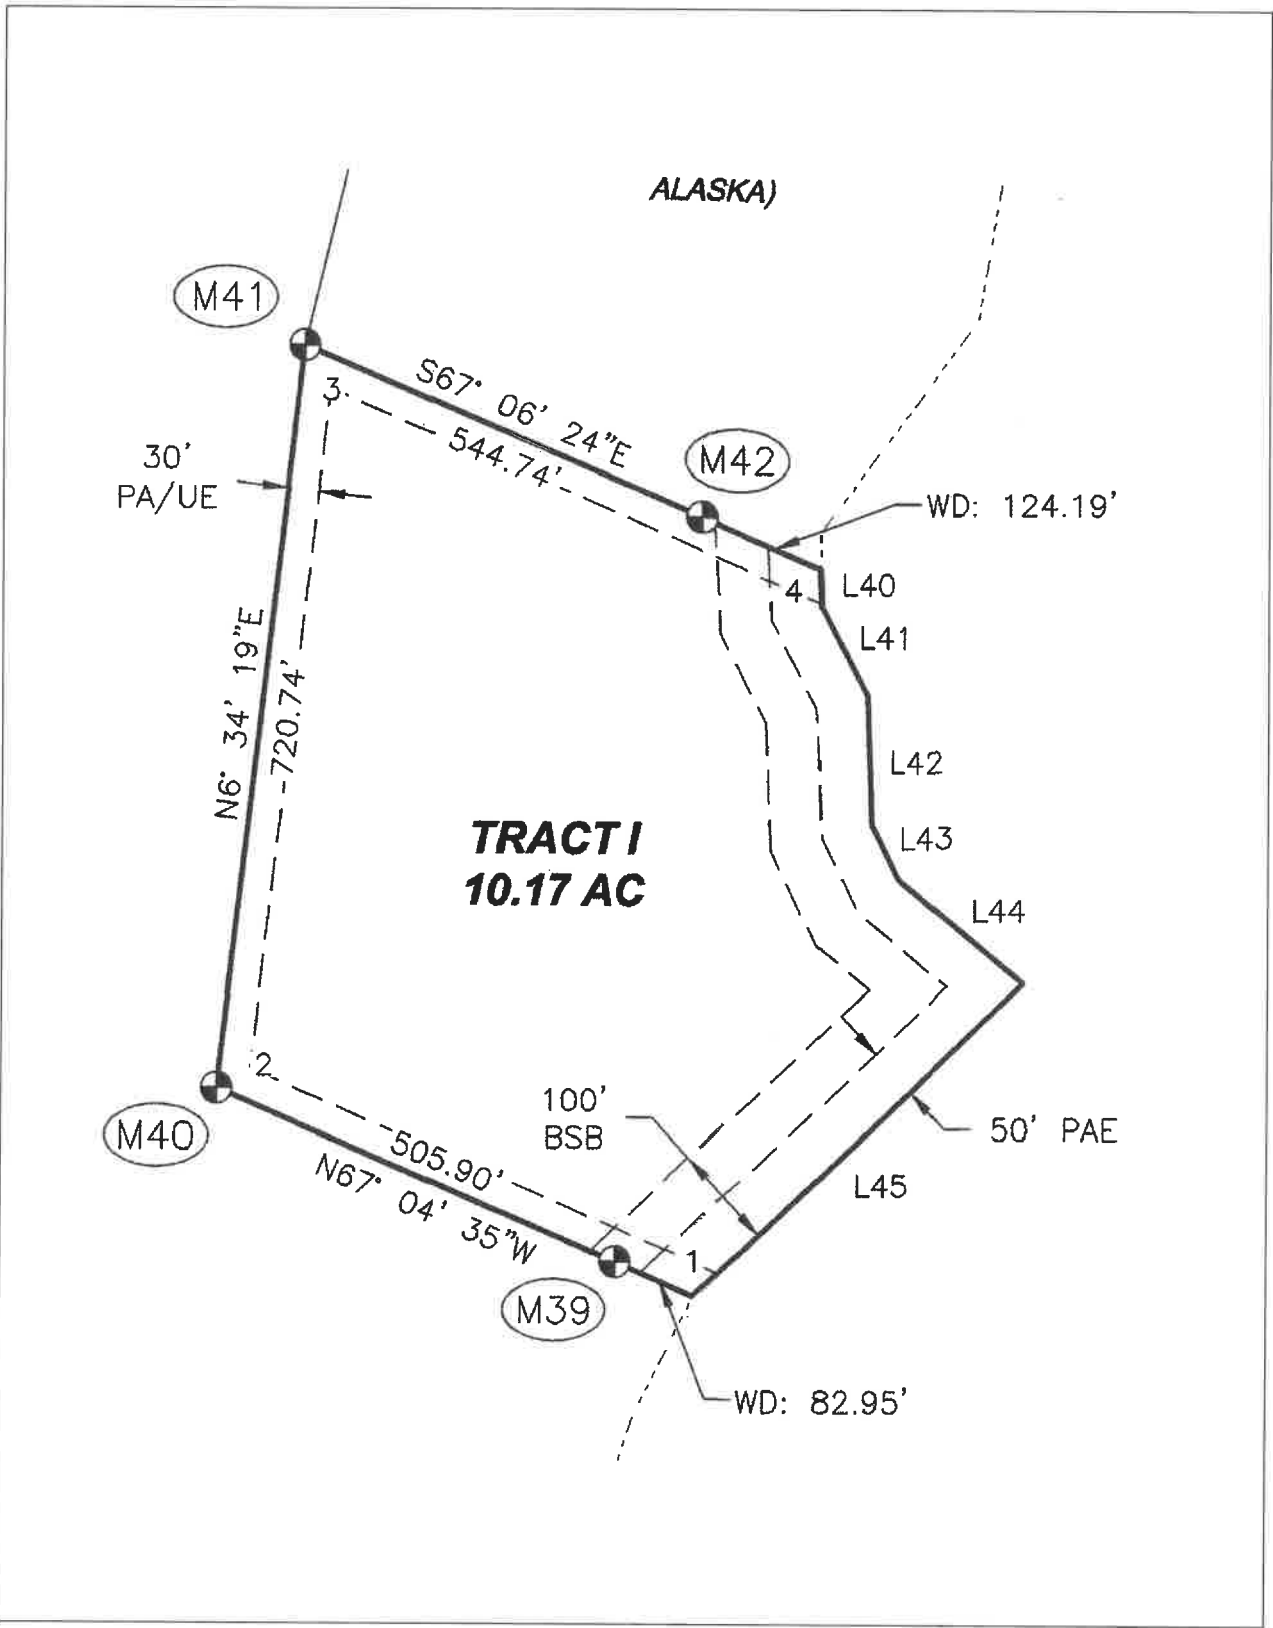 ALASKA)
M41
3
S67° 06' 24"E
544.74'
30'
PA/UE
M42
WD: 124.19'
4
L40
L41
N6° 34' 19"E
720.74'
L42
TRACT I
10.17 AC
L43
L44
2
M40
100'
BSB
50' PAE
505.90'
N67° 04' 35"W
L45
1
M39
WD: 82.95'